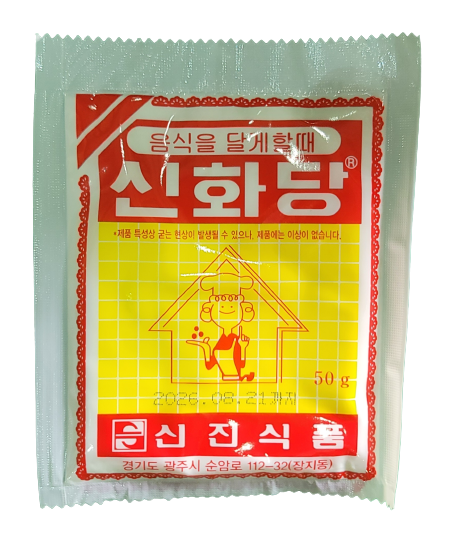 음식을 달게할때
신화당®
*제품 특성상 굳는 현상이 발생될 수 있으나, 제품에는 이상이 없습니다.
50 g
2026.08.21까지
신진식품
경기도 광주시 순암로 112-32(장지동)